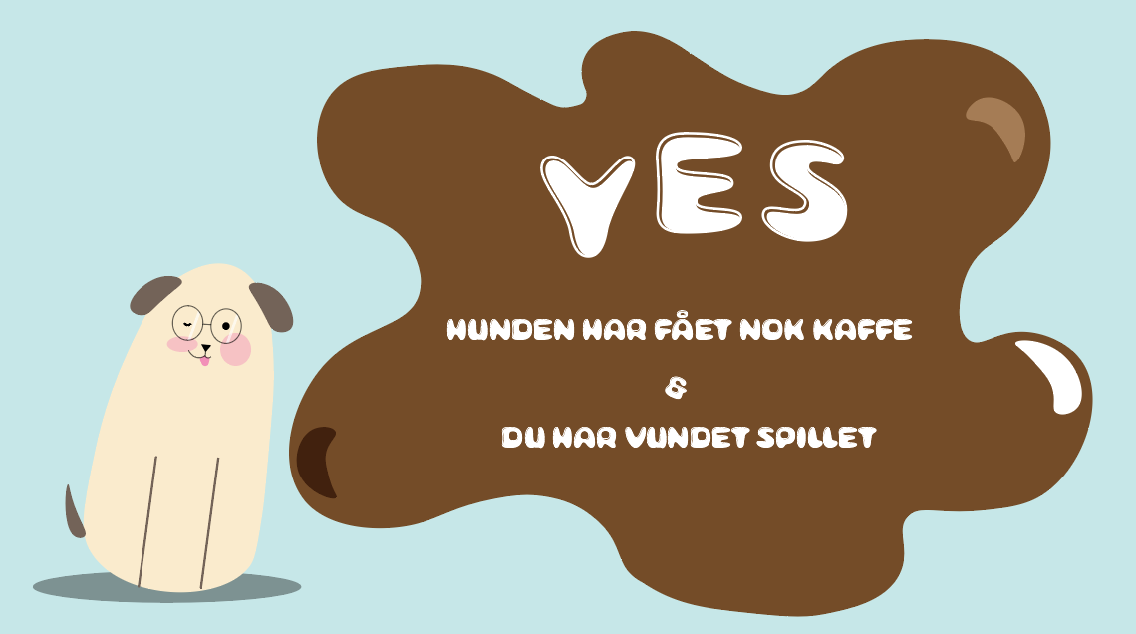 YES
HUNDEN HAR FÅET NOK KAFFE
&
DU HAR VUNDET SPILLET